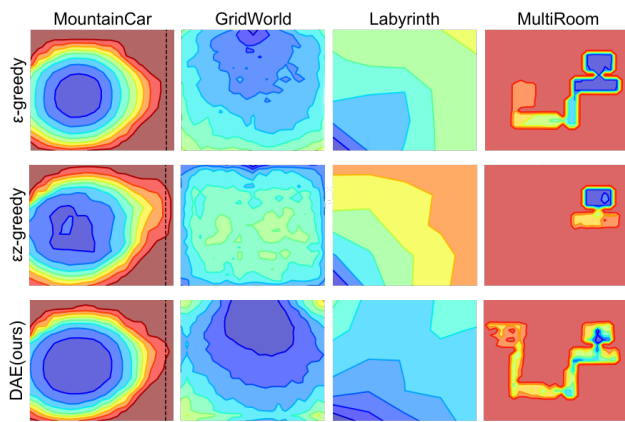 MountainCar GridWorld Labyrinth MultiRoom
ε-greedy
εz-greedy
DAE(ours)